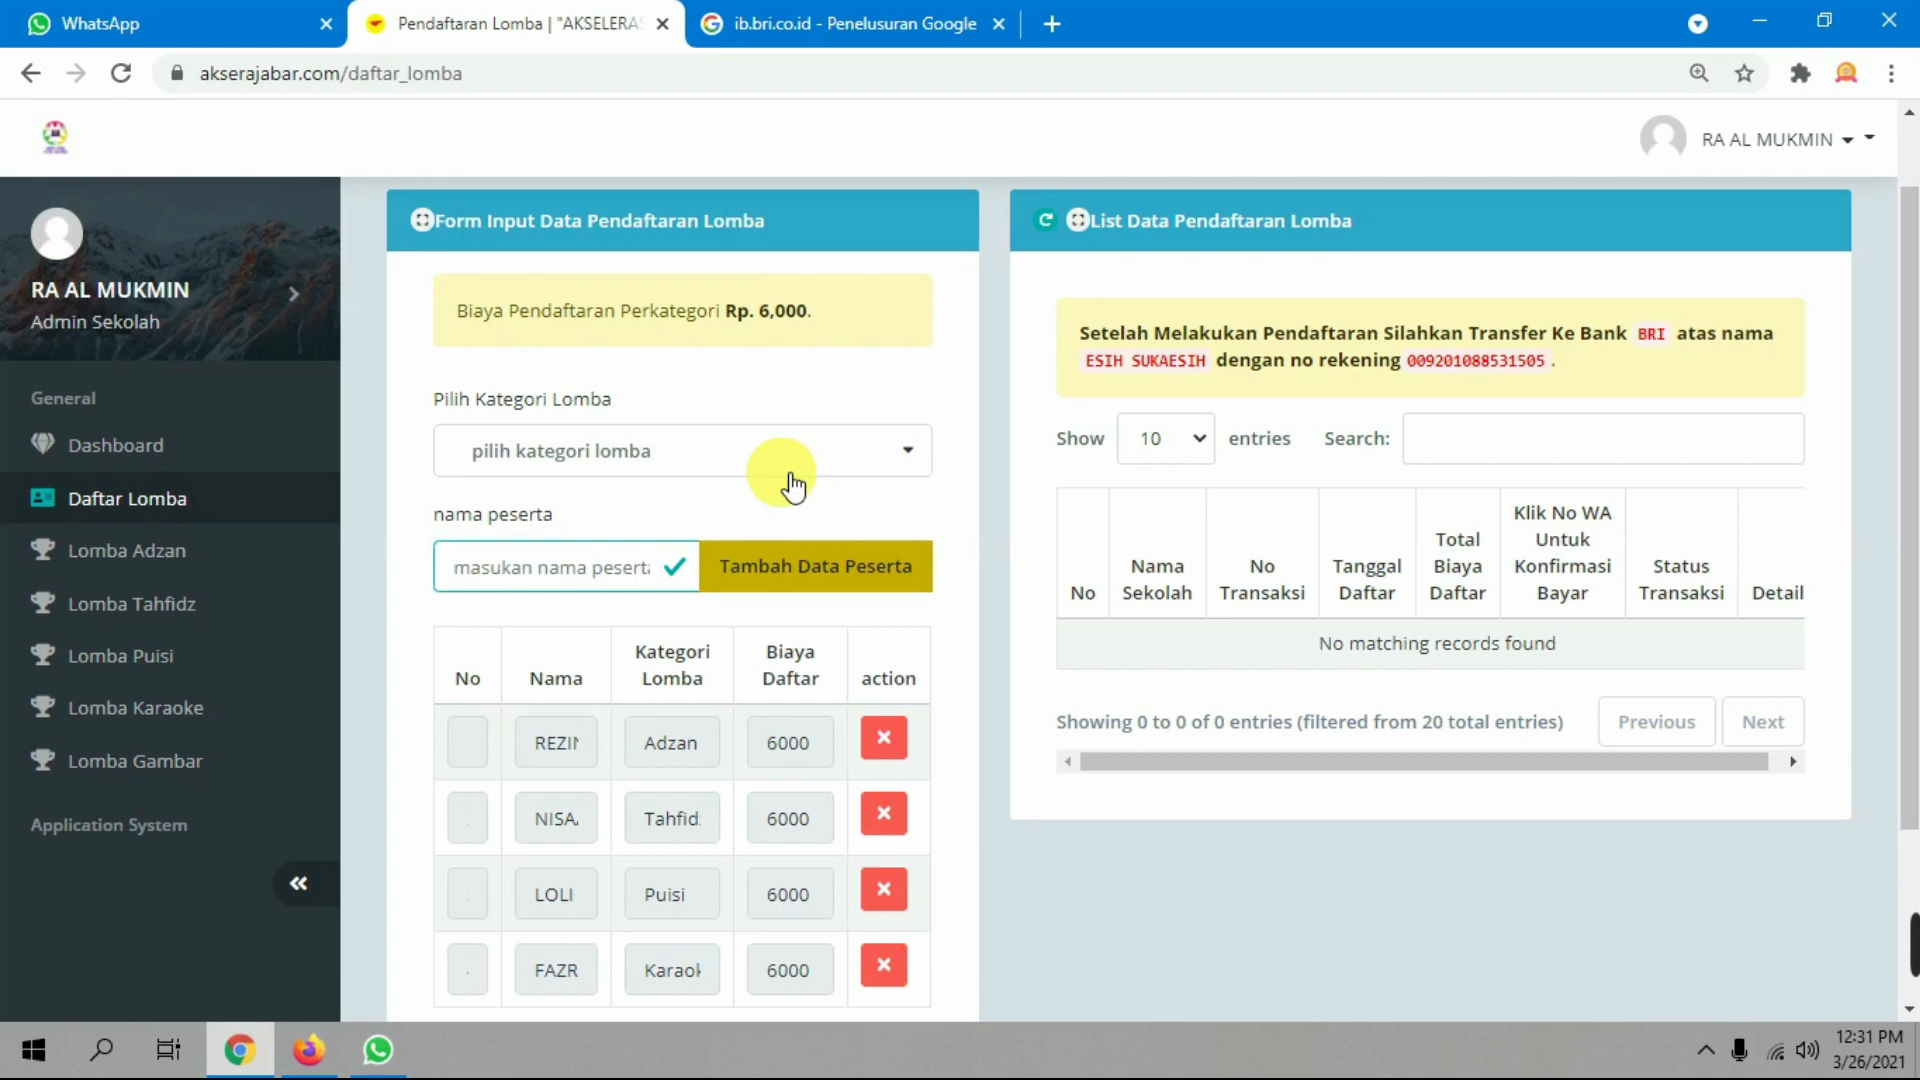 WhatsApp
Pendaftaran Lomba | "AKSELERAS
ib.bri.co.id - Penelusuran Google
akserajabar.com/daftar_lomba
RA AL MUKMIN
RA AL MUKMIN
Admin Sekolah
General
Dashboard
Daftar Lomba
Lomba Adzan
Lomba Tahfidz
Lomba Puisi
Lomba Karaoke
Lomba Gambar
Application System
Form Input Data Pendaftaran Lomba
Biaya Pendaftaran Perkategori Rp. 6,000.
Pilih Kategori Lomba
pilih kategori lomba
nama peserta
masukan nama peserta
Tambah Data Peserta
No Nama Kategori Lomba Biaya Daftar action
REZI Adzan 6000
NISA Tahfid 6000
LOLI Puisi 6000
FAZR Karaok 6000
List Data Pendaftaran Lomba
Setelah Melakukan Pendaftaran Silahkan Transfer Ke Bank BRI atas nama
ESIH SUKAESIH dengan no rekening 009201088531505 .
Show 10 entries Search:
No Nama Sekolah No Transaksi Tanggal Daftar Total Biaya Daftar Klik No WA Untuk Konfirmasi Bayar Status Transaksi Detail
No matching records found
Showing 0 to 0 of 0 entries (filtered from 20 total entries)
Previous Next
12:31 PM
3/26/2021